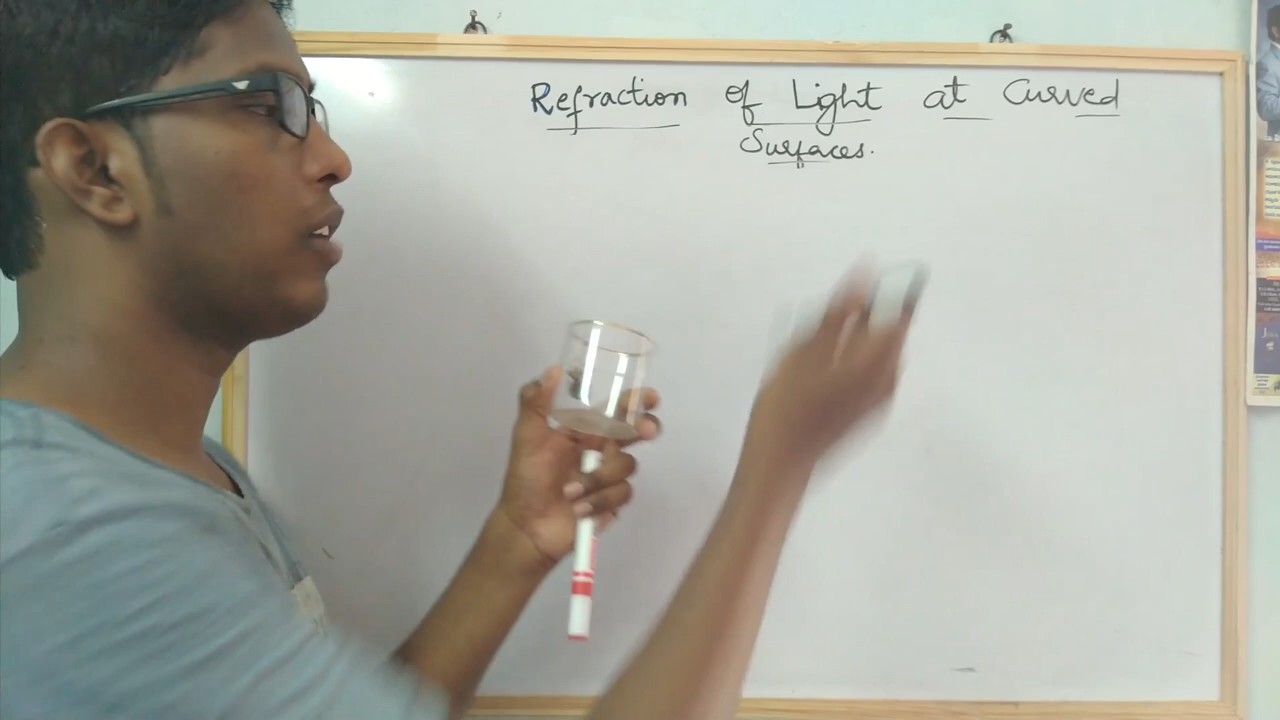 Refraction of Light at Curved
Surfaces.